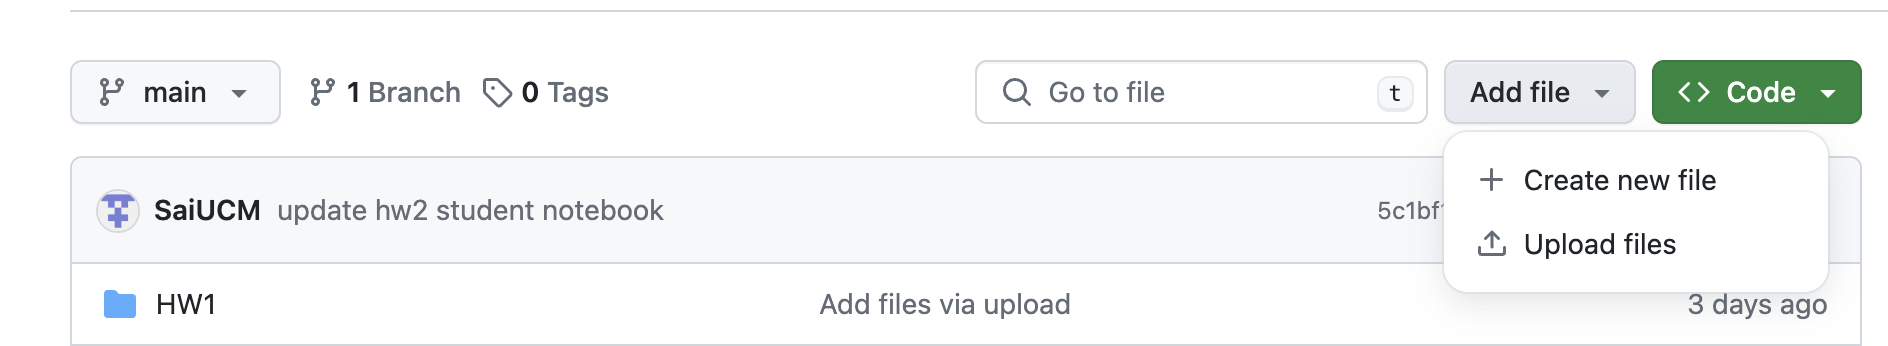 main
1 Branch
0 Tags
Go to file
t
Add file
Code
Create new file
Upload files
SaiUCM update hw2 student notebook
5c1bf
HW1 Add files via upload 3 days ago